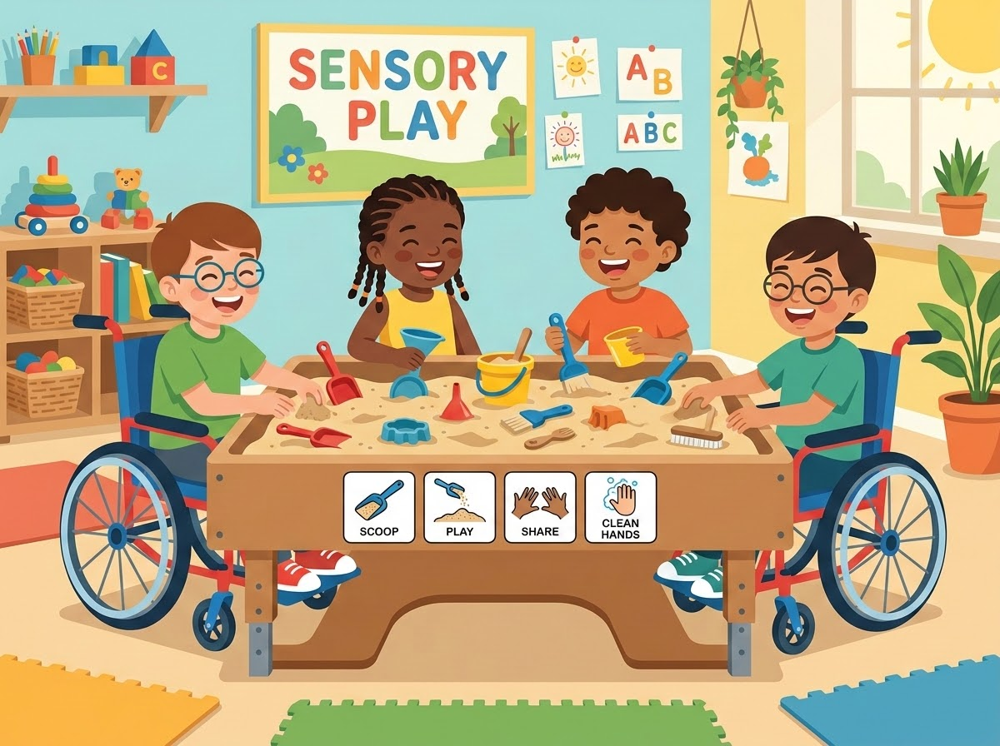 SENSORY
PLAY
A
B
ABC
C
SCOOP
PLAY
SHARE
CLEAN
HANDS